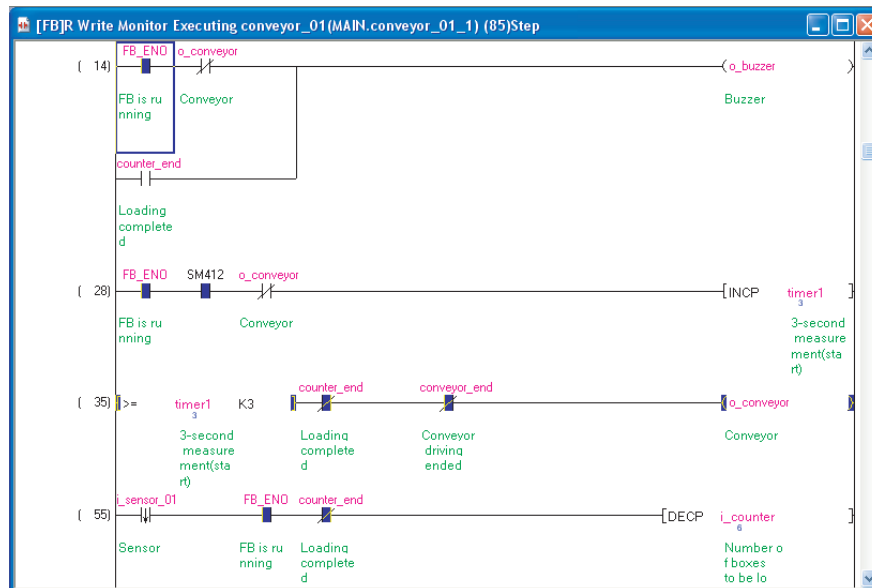 [FB]R Write Monitor Executing conveyor_01(MAIN.conveyor_01_1) (85)Step
FB_ENO o_conveyor
( 14) ( o_buzzer )
FB is ru Conveyor Buzzer
nning
counter_end
Loading
complete
d
FB_ENO SM412 o_conveyor
( 28) [INCP timer1 ]
3
FB is ru Conveyor 3-second
nning measure
ment(sta
rt)
counter_end conveyor_end
( 35) >= timer1 K3 o_conveyor
3
3-second Loading Conveyor Conveyor
measure complete driving
ment(sta d ended
rt)
i_sensor_01 FB_ENO counter_end
( 55) [DECP i_counter ]
6
Sensor FB is ru Loading Number o
nning complete f boxes
d to be lo